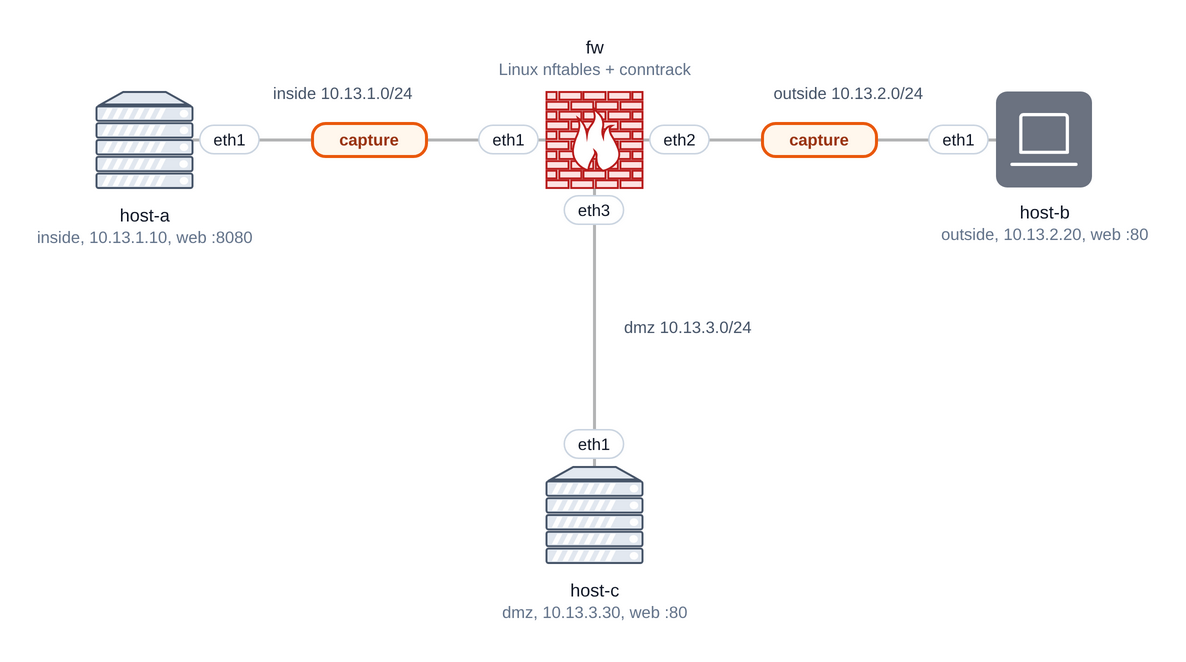 fw
Linux nftables + conntrack
inside 10.13.1.0/24
outside 10.13.2.0/24
eth1
capture
eth1
eth2
capture
eth1
eth3
host-a
inside, 10.13.1.10, web :8080
host-b
outside, 10.13.2.20, web :80
dmz 10.13.3.0/24
eth1
host-c
dmz, 10.13.3.30, web :80